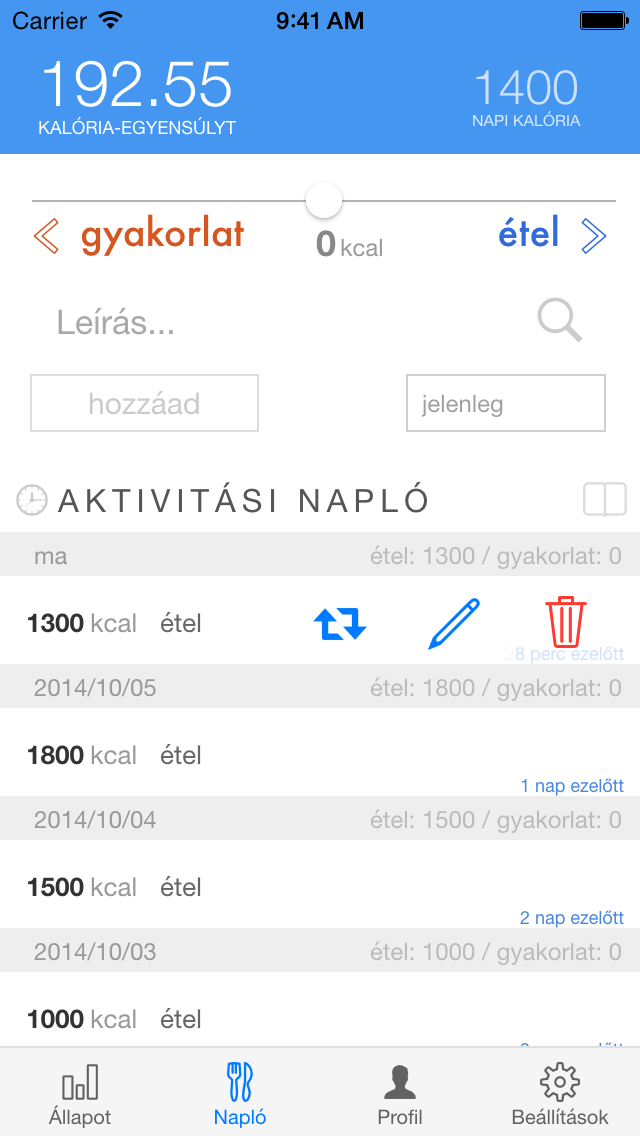 Carrier 9:41 AM
192.55 1400
KALÓRIA-EGYENSÚLYT NAPI KALÓRIA
gyakorlat 0 kcal étel
Leírás...
hozzáad jelenleg
AKTIVITÁSI NAPLÓ
ma étel: 1300 / gyakorlat: 0
1300 kcal étel
28 perc ezelőtt
2014/10/05 étel: 1800 / gyakorlat: 0
1800 kcal étel
1 nap ezelőtt
2014/10/04 étel: 1500 / gyakorlat: 0
1500 kcal étel
2 nap ezelőtt
2014/10/03 étel: 1000 / gyakorlat: 0
1000 kcal étel
Állapot Napló Profil Beállítások